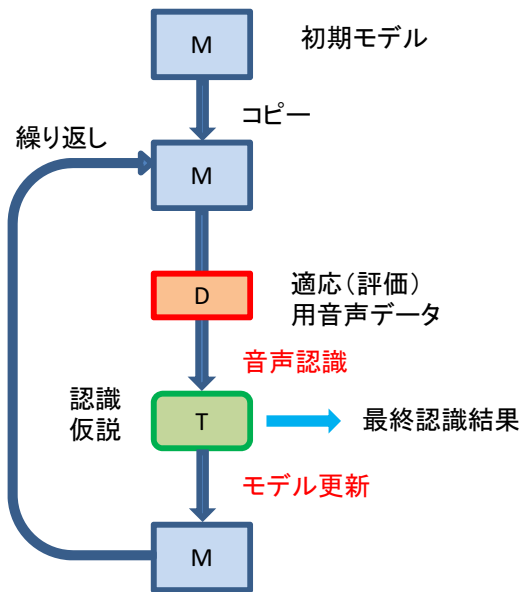 M
初期モデル
コピー
繰り返し
M
D
適応(評価)
用音声データ
音声認識
認識
仮説
T
最終認識結果
モデル更新
M